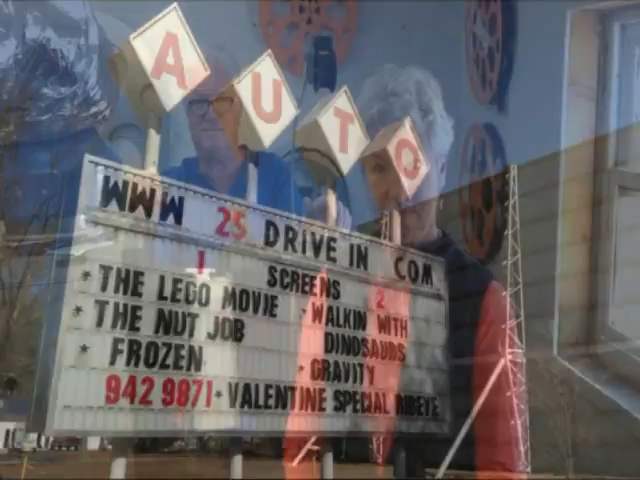 AUTO
WWW 25 DRIVE IN COM
1 SCREENS 2
* THE LEGO MOVIE * WALKIN WITH
* THE NUT JOB DINOSAURS
* FROZEN * GRAVITY
942 9871 * VALENTINE SPECIAL RIBEYE